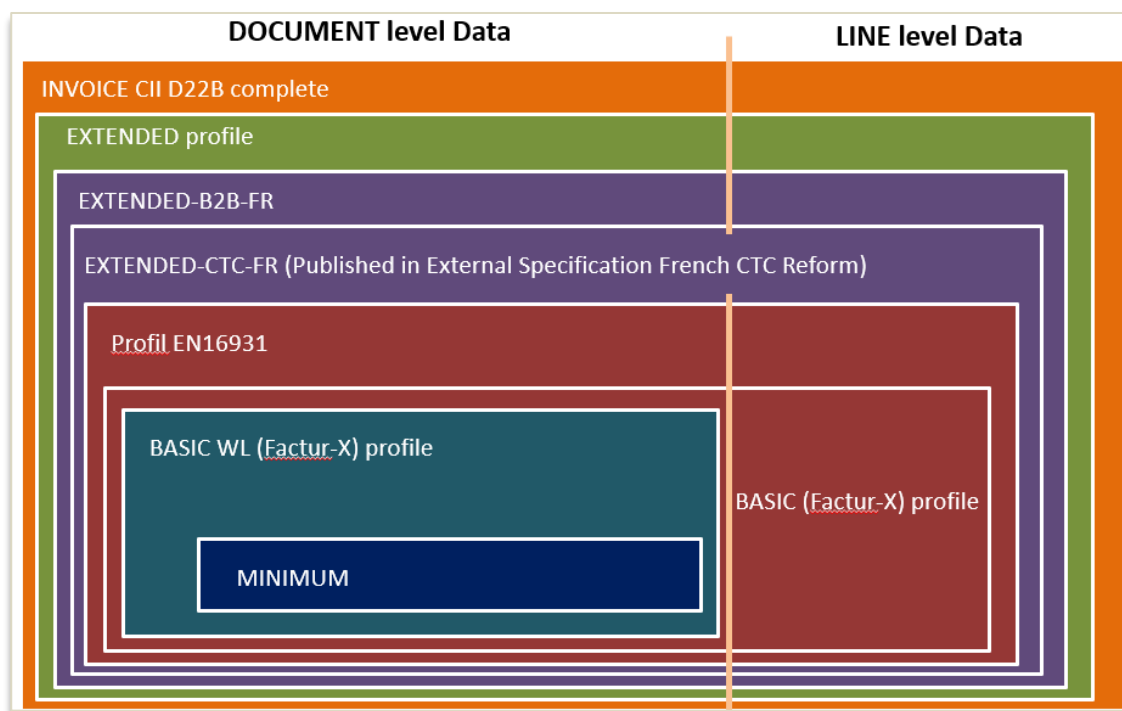 DOCUMENT level Data
LINE level Data
INVOICE CII D22B complete
EXTENDED profile
EXTENDED-B2B-FR
EXTENDED-CTC-FR (Published in External Specification French CTC Reform)
Profil EN16931
BASIC WL (Factur-X) profile
BASIC (Factur-X) profile
MINIMUM